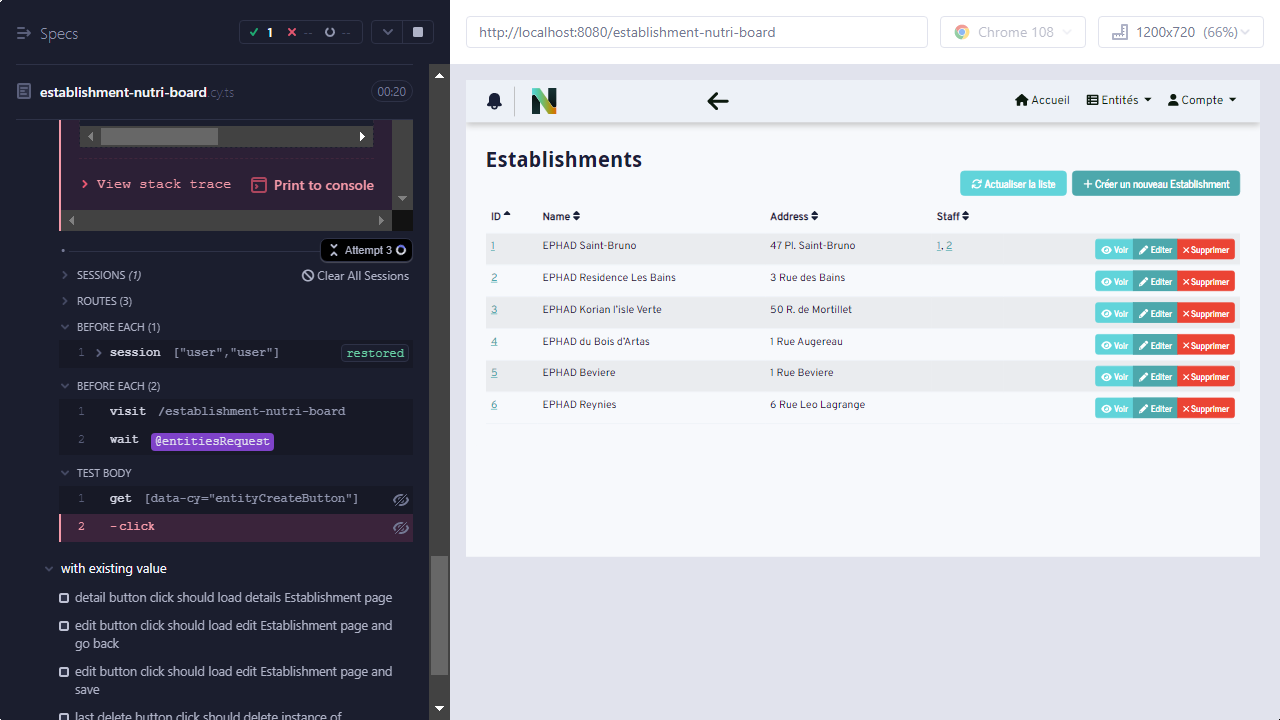 Specs
1
--
--
establishment-nutri-board.cy.ts
00:20
View stack trace
Print to console
Attempt 3
SESSIONS (1)
Clear All Sessions
ROUTES (3)
BEFORE EACH (1)
1 session ["user","user"] restored
BEFORE EACH (2)
1 visit /establishment-nutri-board
2 wait @entitiesRequest
TEST BODY
1 get [data-cy="entityCreateButton"]
2 -click
with existing value
detail button click should load details Establishment page
edit button click should load edit Establishment page and
go back
edit button click should load edit Establishment page and
save
last delete button click should delete instance of
http://localhost:8080/establishment-nutri-board
Chrome 108
1200x720 (66%)
N
Accueil
Entités
Compte
Establishments
Actualiser la liste
+ Créer un nouveau Establishment
ID Name Address Staff
1 EPHAD Saint-Bruno 47 Pl. Saint-Bruno 1, 2 Voir Editer Supprimer
2 EPHAD Residence Les Bains 3 Rue des Bains Voir Editer Supprimer
3 EPHAD Korian l'isle Verte 50 R. de Mortillet Voir Editer Supprimer
4 EPHAD du Bois d'Artas 1 Rue Augereau Voir Editer Supprimer
5 EPHAD Beviere 1 Rue Beviere Voir Editer Supprimer
6 EPHAD Reynies 6 Rue Leo Lagrange Voir Editer Supprimer